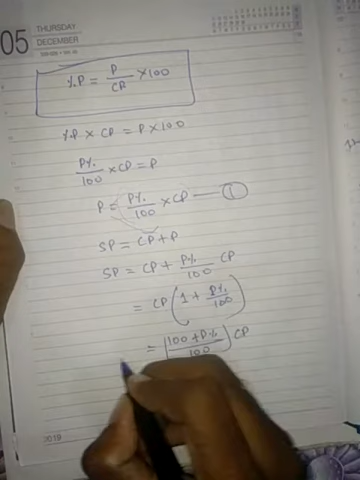 05 THURSDAY
DECEMBER
%P = P/CP × 100
%P × CP = P × 100
P%/100 × CP = P
P = P%/100 × CP — ①
SP = CP + P
SP = CP + P%/100 CP
= CP (1 + P%/100)
= (100 + P%/100) CP
2019